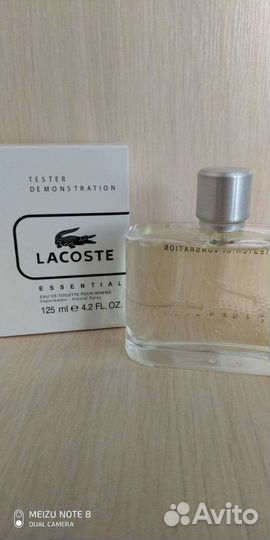 TESTER
DEMONSTRATION
LACOSTE
ESSENTIAL
EAU DE TOILETTE POUR HOMME
Vaporisateur - Natural Spray
125 ml e 4.2 FL. OZ.
MEIZU NOTE 8
DUAL CAMERA
Avito